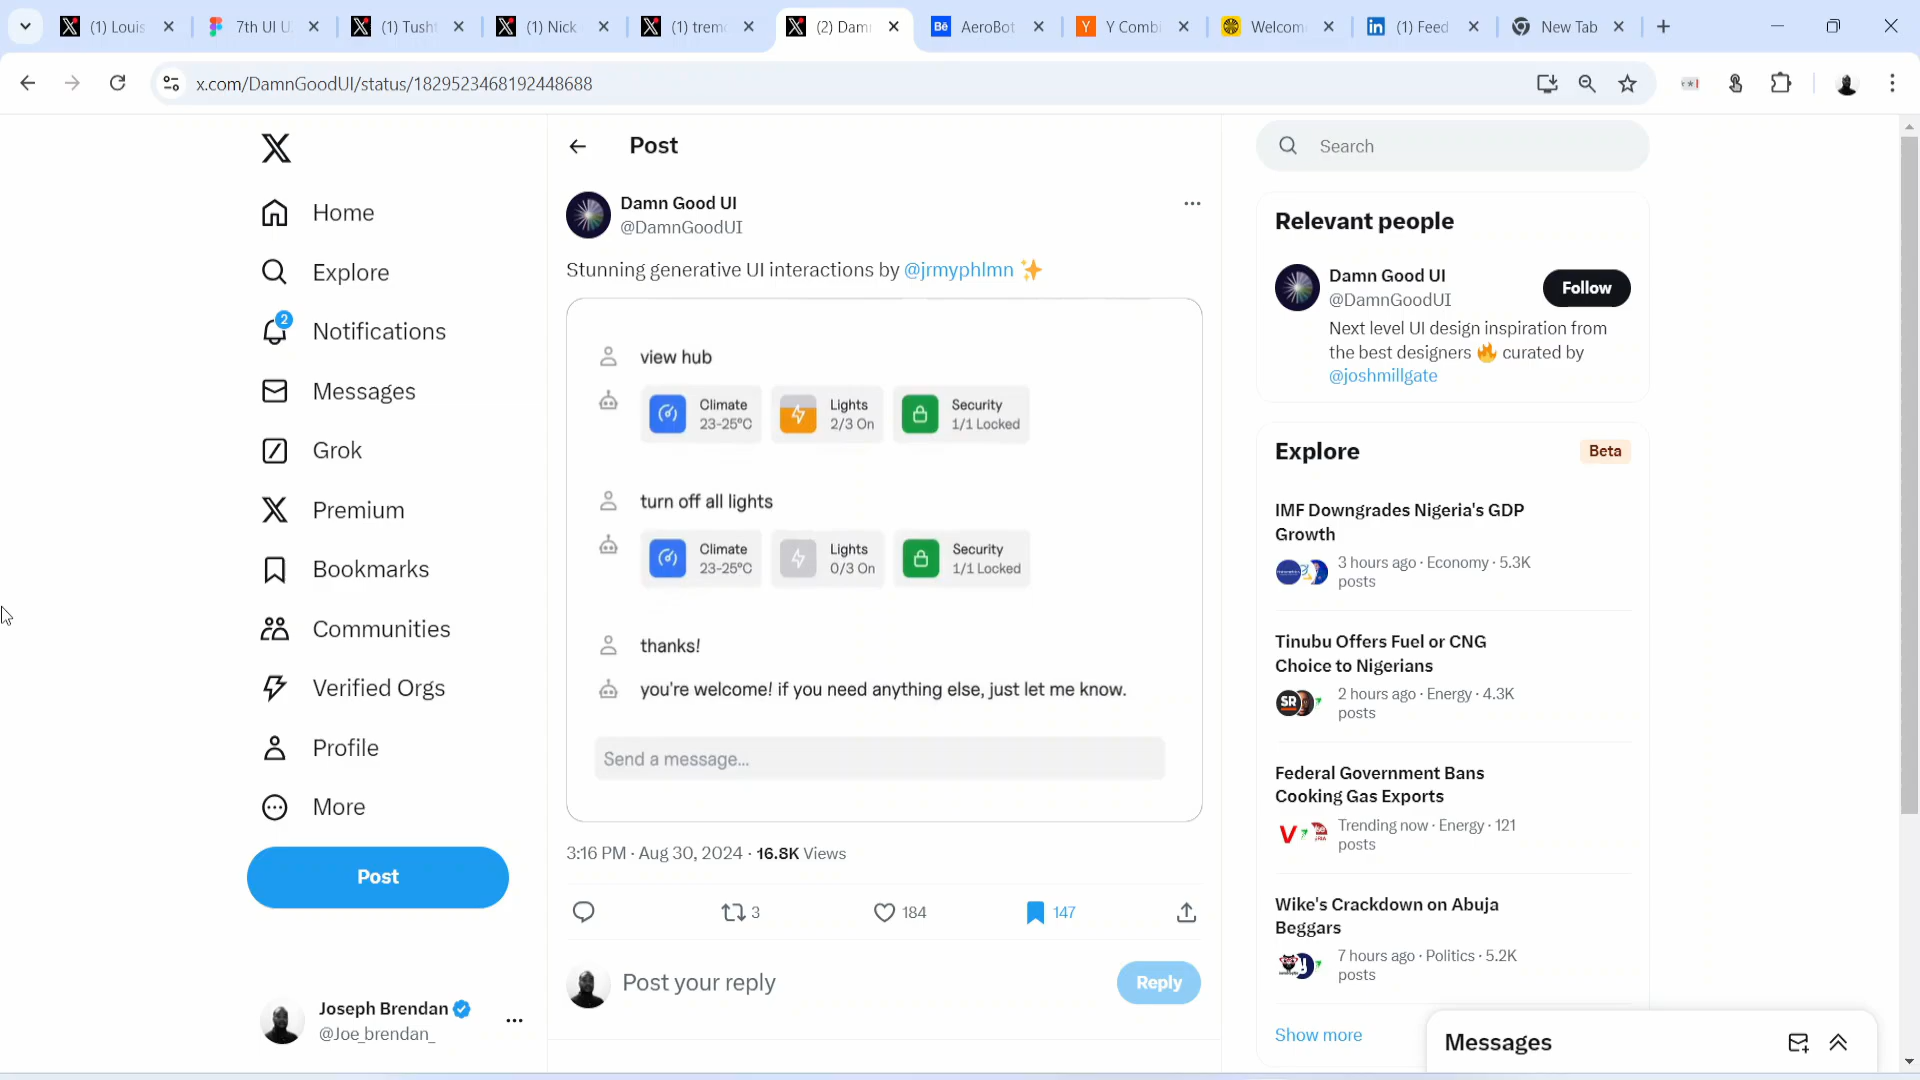 (1) Louis
7th UI U
(1) Tusht
(1) Nick
(1) trem
(2) Dam
AeroBot
Y Combi
Welcom
(1) Feed
New Tab
x.com/DamnGoodUI/status/1829523468192448688
Home
Explore
2
Notifications
Messages
Grok
Premium
Bookmarks
Communities
Verified Orgs
Profile
More
Post
Joseph Brendan
@Joe_brendan_
Post
Damn Good UI
@DamnGoodUI
Stunning generative UI interactions by @jrmyphlmn ✨
view hub
Climate
23-25°C
Lights
2/3 On
Security
1/1 Locked
turn off all lights
Climate
23-25°C
Lights
0/3 On
Security
1/1 Locked
thanks!
you're welcome! if you need anything else, just let me know.
Send a message...
3:16 PM · Aug 30, 2024 · 16.8K Views
3
184
147
Post your reply
Reply
Search
Relevant people
Damn Good UI
@DamnGoodUI
Follow
Next level UI design inspiration from
the best designers 🔥 curated by
@joshmillgate
Explore
Beta
IMF Downgrades Nigeria's GDP
Growth
3 hours ago · Economy · 5.3K
posts
Tinubu Offers Fuel or CNG
Choice to Nigerians
2 hours ago · Energy · 4.3K
posts
Federal Government Bans
Cooking Gas Exports
Trending now · Energy · 121
posts
Wike's Crackdown on Abuja
Beggars
7 hours ago · Politics · 5.2K
posts
Show more
Messages